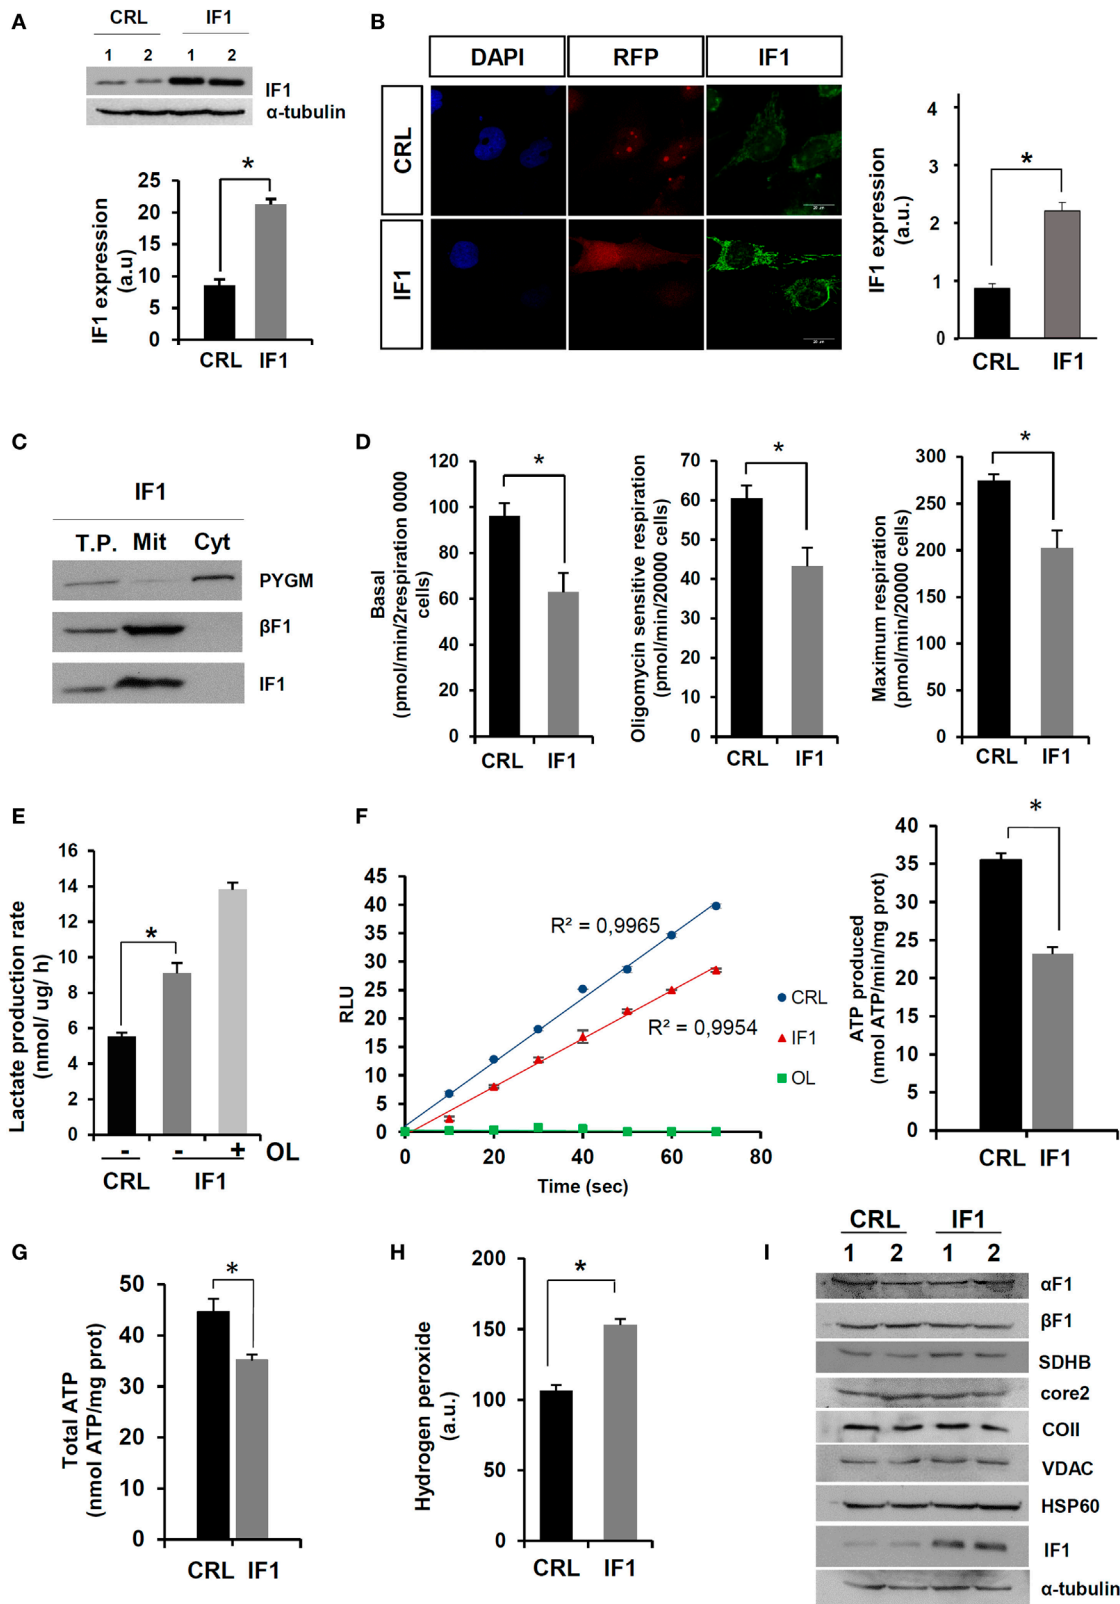 A
CRL
IF1
1 2 1 2
IF1
α-tubulin
*
25
20
15
10
5
0
IF1 expression
(a.u)
CRL IF1
B
DAPI
RFP
IF1
CRL
IF1
4
3
2
1
0
IF1 expression
(a.u.)
*
CRL IF1
C
IF1
T.P. Mit Cyt
PYGM
βF1
IF1
D
120
100
80
60
40
20
0
Basal
(pmol/min/2respiration 0000
cells)
*
CRL IF1
70
60
50
40
30
20
10
0
Oligomycin sensitive respiration
(pmol/min/20000 cells)
*
CRL IF1
300
250
200
150
100
50
0
Maximum respiration
(pmol/min/20000 cells)
*
CRL IF1
E
16
14
12
10
8
6
4
2
0
Lactate production rate
(nmol/ ug/ h)
*
- - + OL
CRL IF1
F
45
40
35
30
25
20
15
10
5
0
RLU
R² = 0,9965
R² = 0,9954
CRL
IF1
OL
0 20 40 60 80
Time (sec)
40
35
30
25
20
15
10
5
0
ATP produced
(nmol ATP/min/mg prot)
*
CRL IF1
G
50
40
30
20
10
0
Total ATP
(nmol ATP/mg prot)
*
CRL IF1
H
200
150
100
50
0
Hydrogen peroxide
(a.u.)
*
CRL IF1
I
CRL IF1
1 2 1 2
αF1
βF1
SDHB
core2
COII
VDAC
HSP60
IF1
α-tubulin